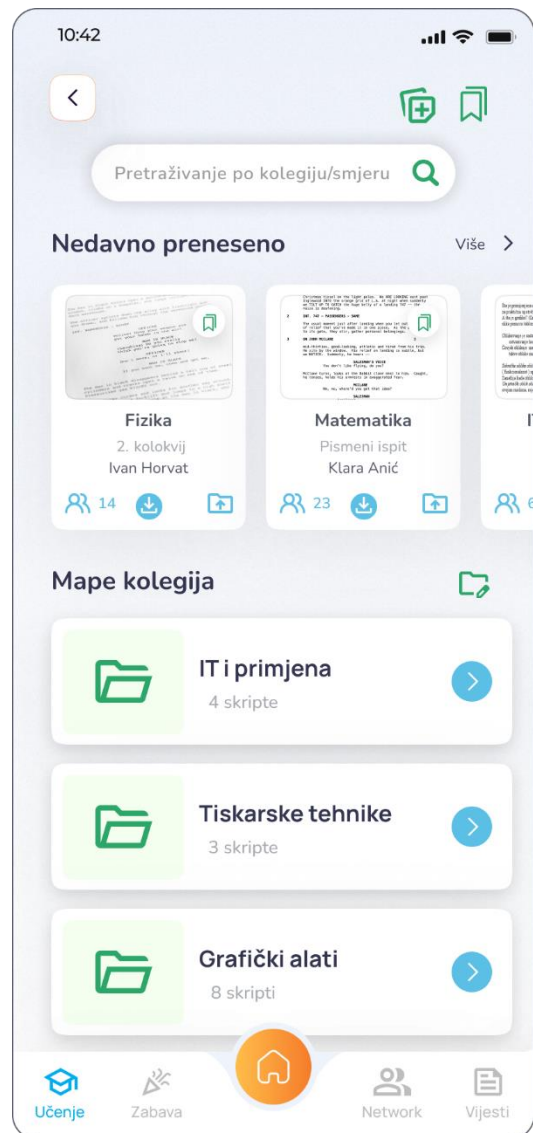 10:42
Pretraživanje po kolegiju/smjeru
Nedavno preneseno
Više
Fizika
2. kolokvij
Ivan Horvat
14
Matematika
Pismeni ispit
Klara Anić
23
Mape kolegija
IT i primjena
4 skripte
Tiskarske tehnike
3 skripte
Grafički alati
8 skripti
Učenje
Zabava
Network
Vijesti